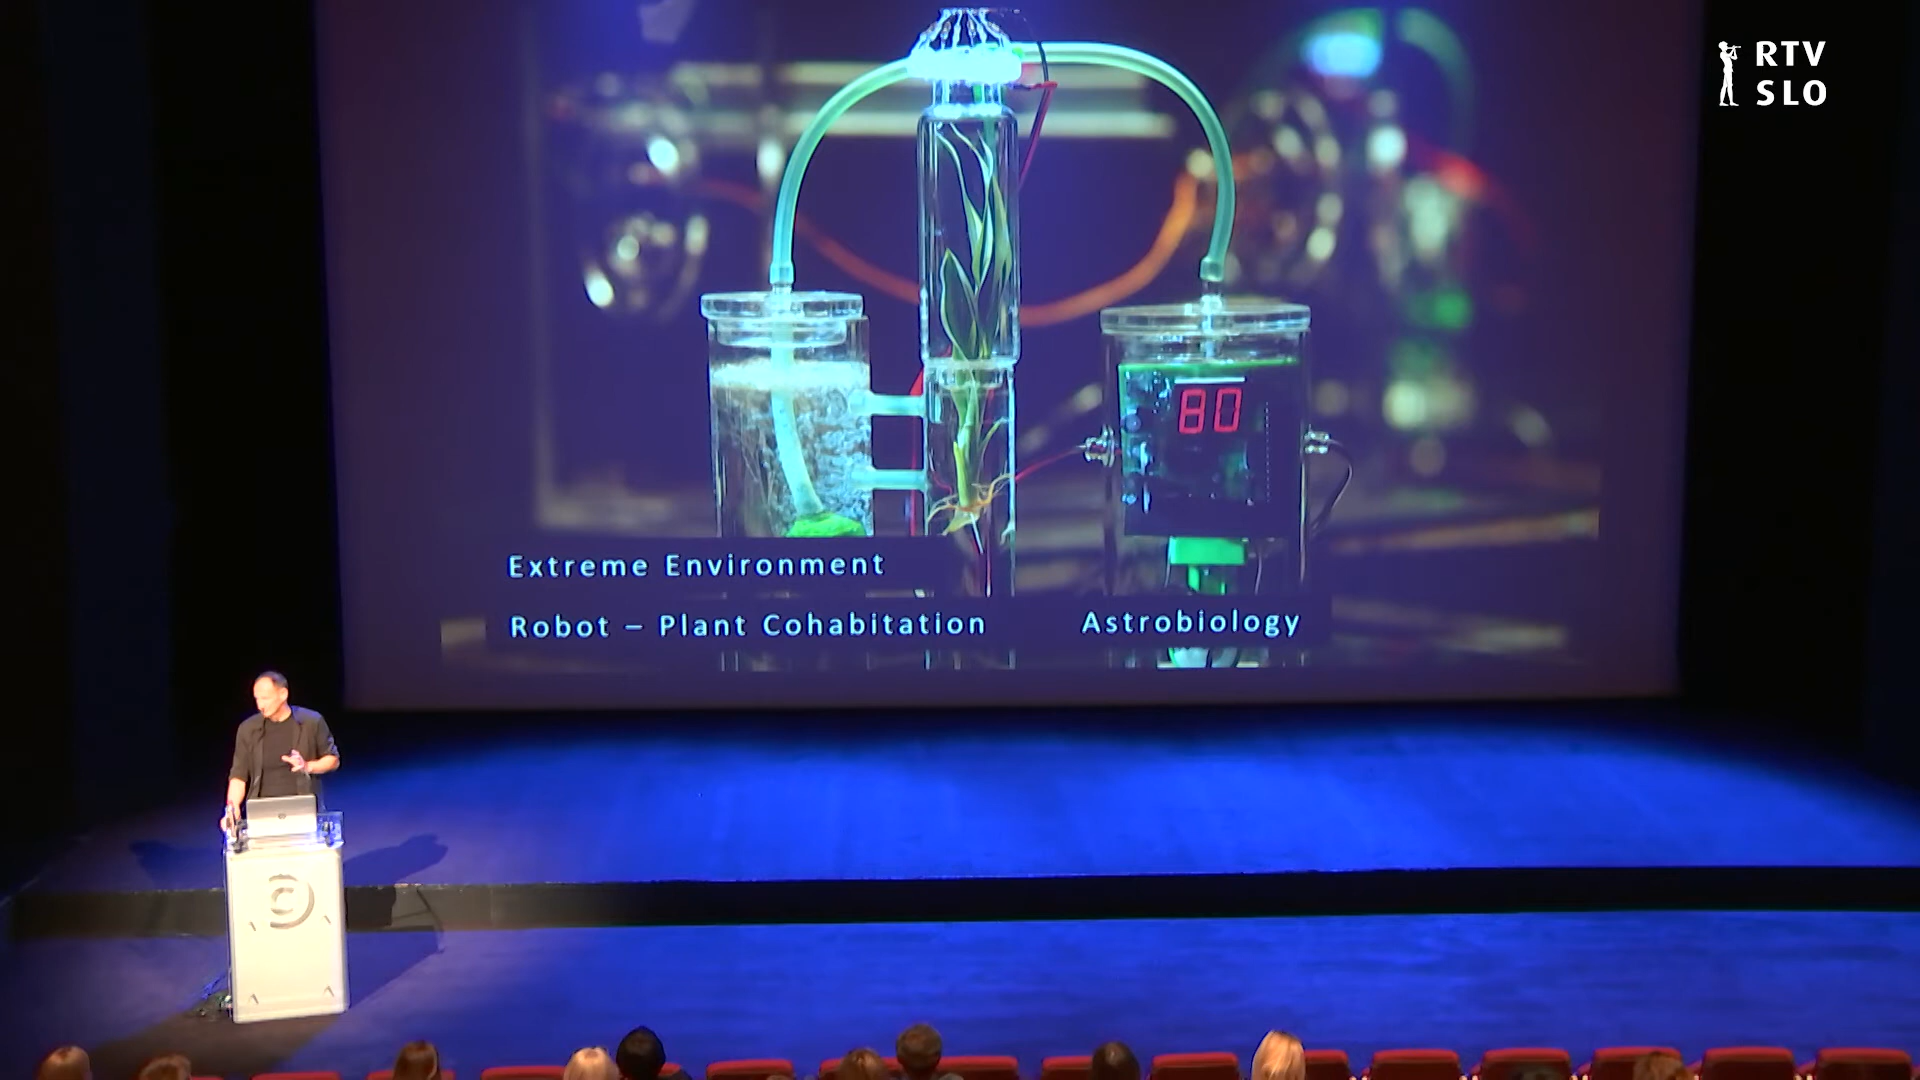 RTV
SLO
80
Extreme Environment
Robot – Plant Cohabitation
Astrobiology